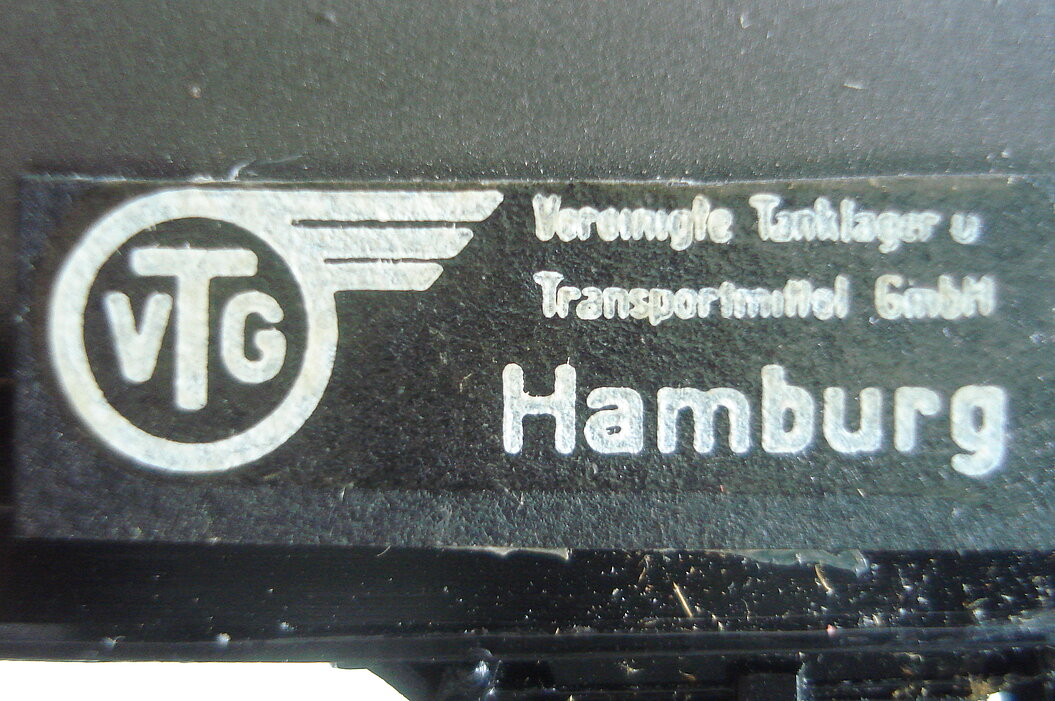 VTG
Vereinigte Tanklager u
Transportmittel GmbH
Hamburg